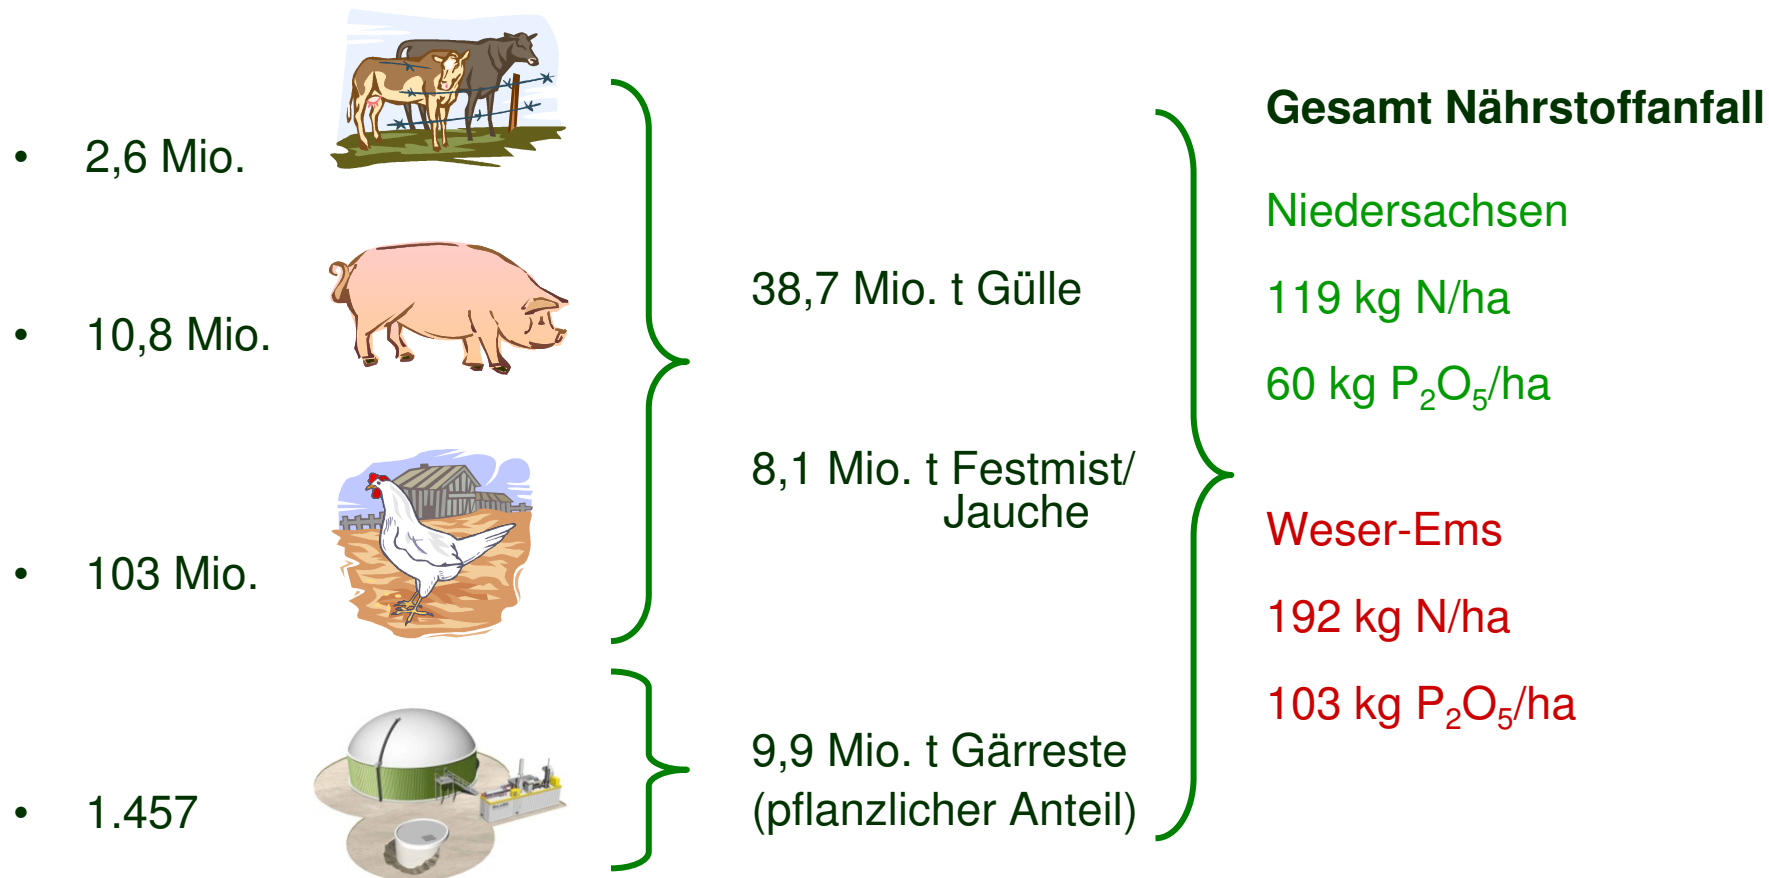 • 2,6 Mio.
• 10,8 Mio.
• 103 Mio.
• 1.457
38,7 Mio. t Gülle
8,1 Mio. t Festmist/
Jauche
9,9 Mio. t Gärreste
(pflanzlicher Anteil)
Gesamt Nährstoffanfall
Niedersachsen
119 kg N/ha
60 kg P₂O₅/ha
Weser-Ems
192 kg N/ha
103 kg P₂O₅/ha